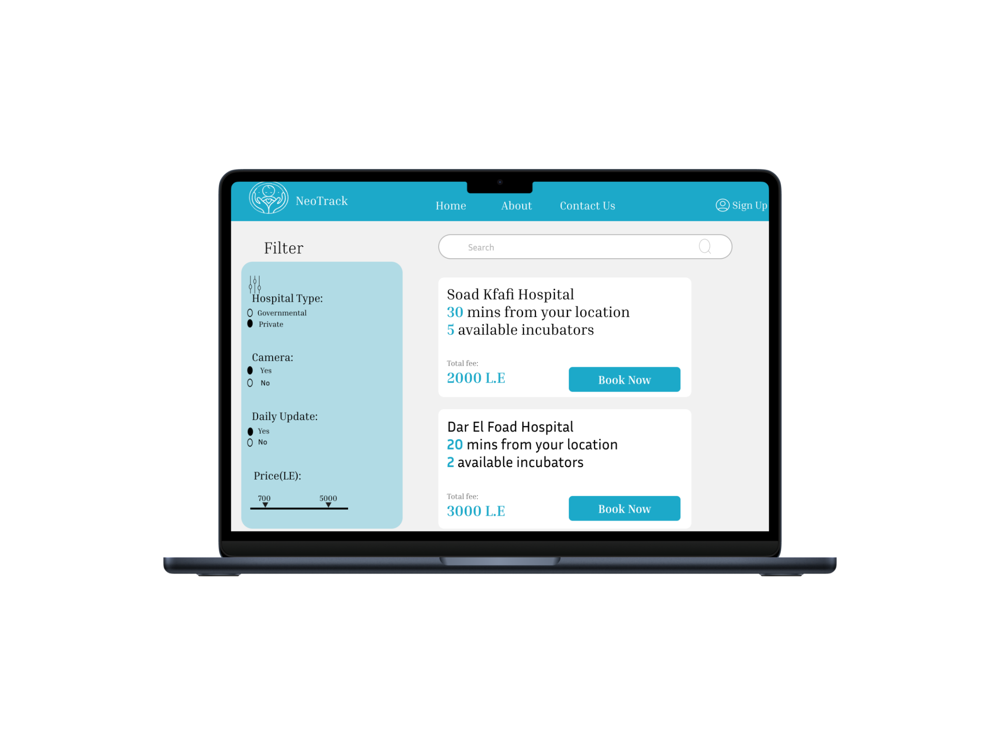 NeoTrack
Home
About
Contact Us
Sign Up
Filter
Hospital Type:
Governmental
Private
Camera:
Yes
No
Daily Update:
Yes
No
Price(LE):
700
5000
Search
Soad Kfafi Hospital
30 mins from your location
5 available incubators
Total fee:
2000 L.E
Book Now
Dar El Foad Hospital
20 mins from your location
2 available incubators
Total fee:
3000 L.E
Book Now